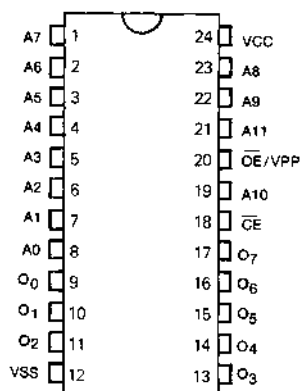 A7 1 24 VCC
A6 2 23 A8
A5 3 22 A9
A4 4 21 A11
A3 5 20 O̅E̅/VPP
A2 6 19 A10
A1 7 18 C̅E̅
A0 8 17 O₇
O₀ 9 16 O₆
O₁ 10 15 O₅
O₂ 11 14 O₄
VSS 12 13 O₃